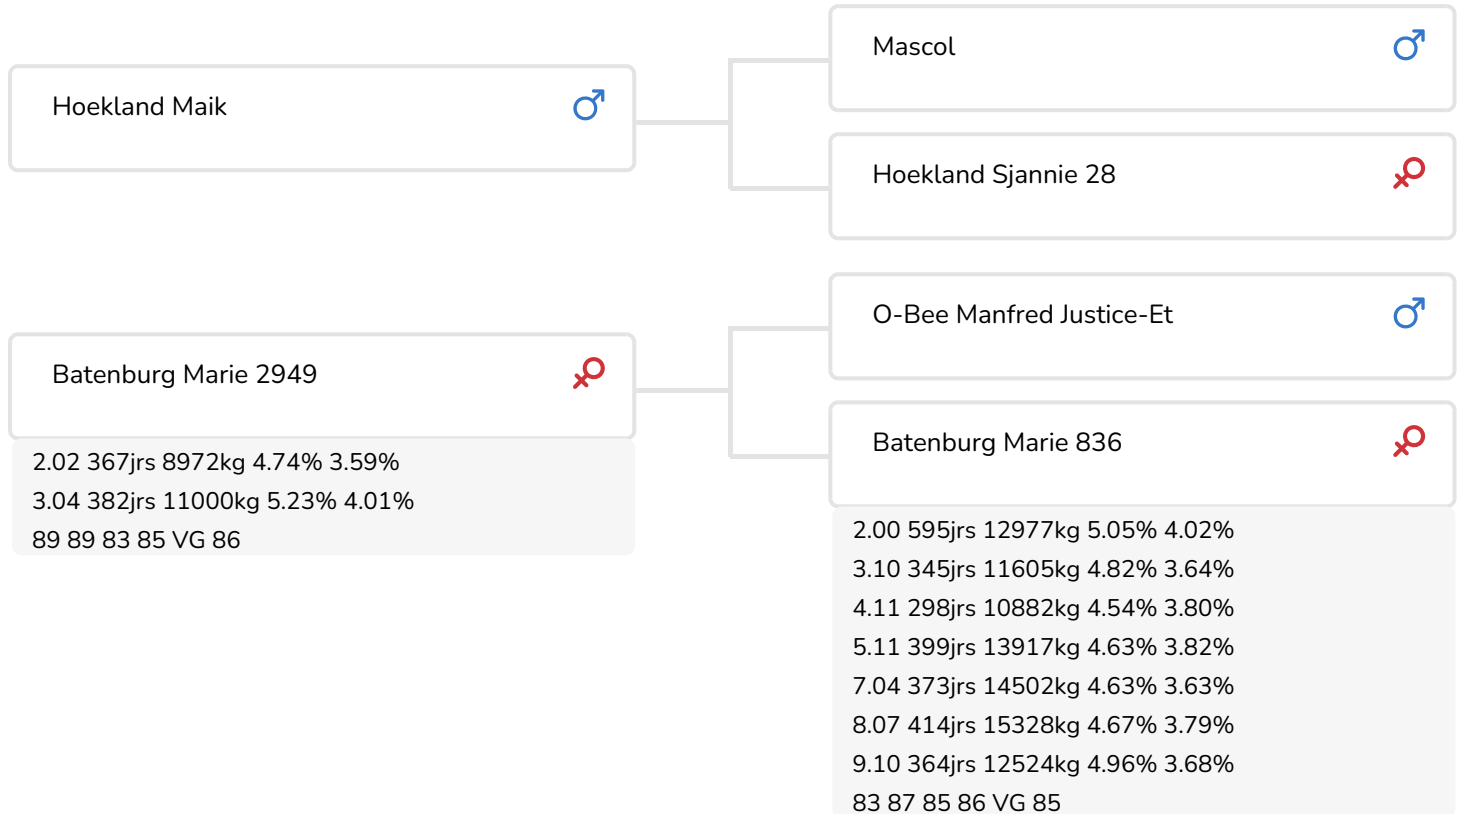 Hoekland Maik
Mascol
Hoekland Sjannie 28
Batenburg Marie 2949
2.02 367jrs 8972kg 4.74% 3.59%
3.04 382jrs 11000kg 5.23% 4.01%
89 89 83 85 VG 86
O-Bee Manfred Justice-Et
Batenburg Marie 836
2.00 595jrs 12977kg 5.05% 4.02%
3.10 345jrs 11605kg 4.82% 3.64%
4.11 298jrs 10882kg 4.54% 3.80%
5.11 399jrs 13917kg 4.63% 3.82%
7.04 373jrs 14502kg 4.63% 3.63%
8.07 414jrs 15328kg 4.67% 3.79%
9.10 364jrs 12524kg 4.96% 3.68%
83 87 85 86 VG 85